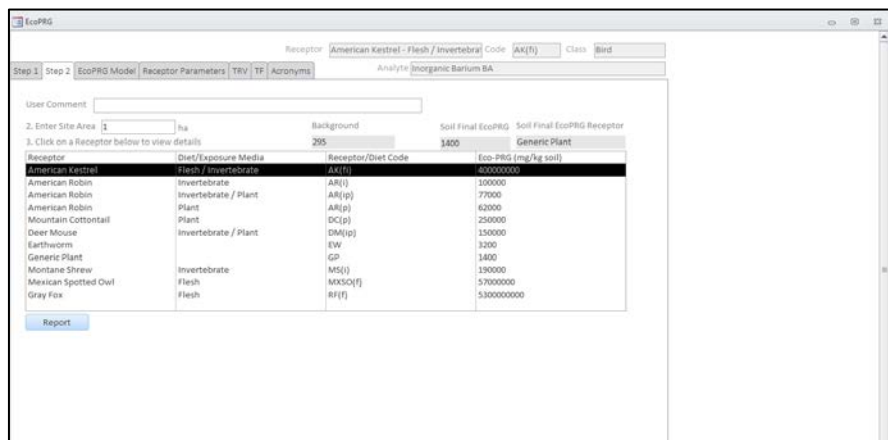 EcoPRG
Receptor American Kestrel - Flesh / Invertebra Code AK(fi) Class Bird
Analyte Inorganic Barium BA
Step 1 Step 2 EcoPRG Model Receptor Parameters TRV TF Acronyms
User Comment
2. Enter Site Area 1 ha Background Soil Final EcoPRG Soil Final EcoPRG Receptor
3. Click on a Receptor below to view details 295 1400 Generic Plant
Receptor Diet/Exposure Media Receptor/Diet Code Eco-PRG (mg/kg soil)
American Kestrel Flesh / Invertebrate AK(fi) 400000000
American Robin Invertebrate AR(i) 100000
American Robin Invertebrate / Plant AR(ip) 77000
American Robin Plant AR(p) 62000
Mountain Cottontail Plant DC(p) 250000
Deer Mouse Invertebrate / Plant DM(ip) 150000
Earthworm EW 3200
Generic Plant GP 1400
Montane Shrew Invertebrate MS(i) 190000
Mexican Spotted Owl Flesh MXSO(f) 57000000
Gray Fox Flesh RF(f) 5300000000
Report